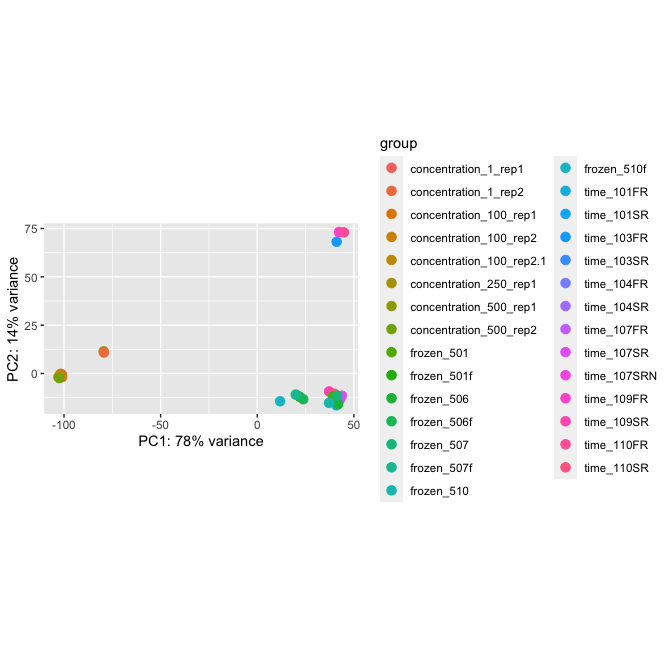 group
concentration_1_rep1
concentration_1_rep2
concentration_100_rep1
concentration_100_rep2
concentration_100_rep2.1
concentration_250_rep1
concentration_500_rep1
concentration_500_rep2
frozen_501
frozen_501f
frozen_506
frozen_506f
frozen_507
frozen_507f
frozen_510
frozen_510f
time_101FR
time_101SR
time_103FR
time_103SR
time_104FR
time_104SR
time_107FR
time_107SR
time_107SRN
time_109FR
time_109SR
time_110FR
time_110SR
PC2: 14% variance
75
50
25
0
-100
-50
0
50
PC1: 78% variance